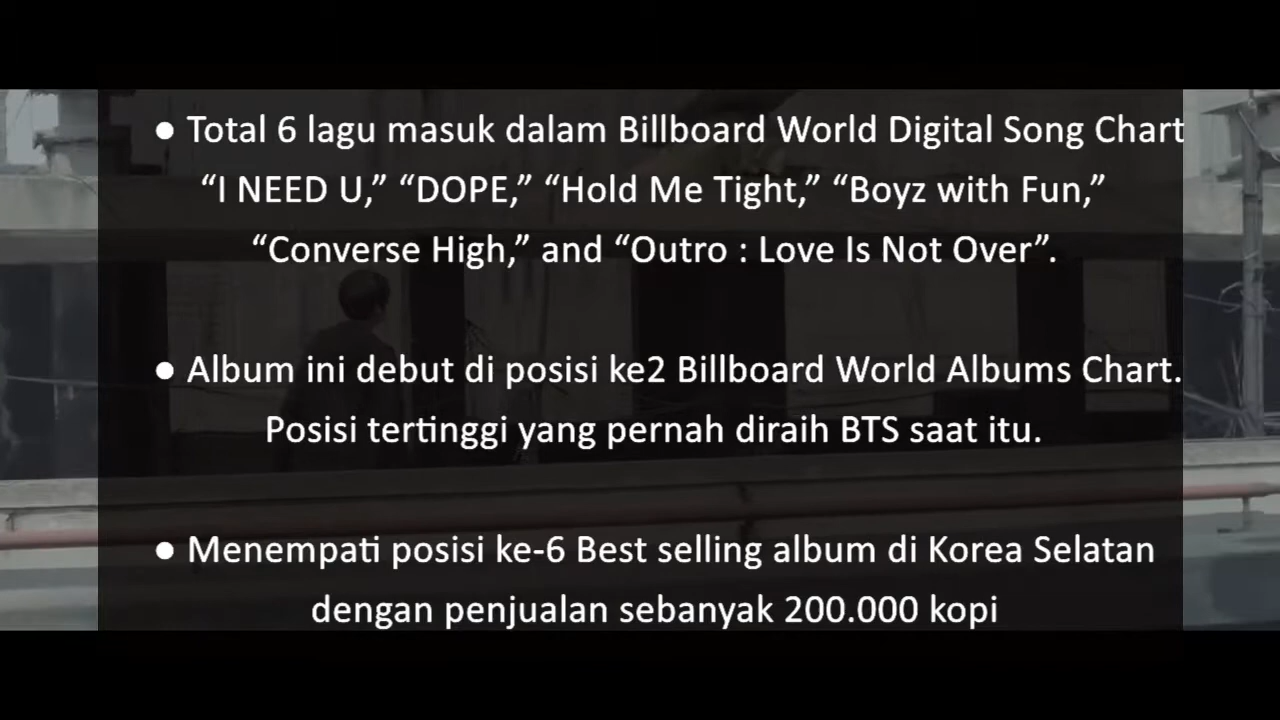 ● Total 6 lagu masuk dalam Billboard World Digital Song Chart
“I NEED U,” “DOPE,” “Hold Me Tight,” “Boyz with Fun,”
“Converse High,” and “Outro : Love Is Not Over”.
● Album ini debut di posisi ke2 Billboard World Albums Chart.
Posisi tertinggi yang pernah diraih BTS saat itu.
● Menempati posisi ke-6 Best selling album di Korea Selatan
dengan penjualan sebanyak 200.000 kopi